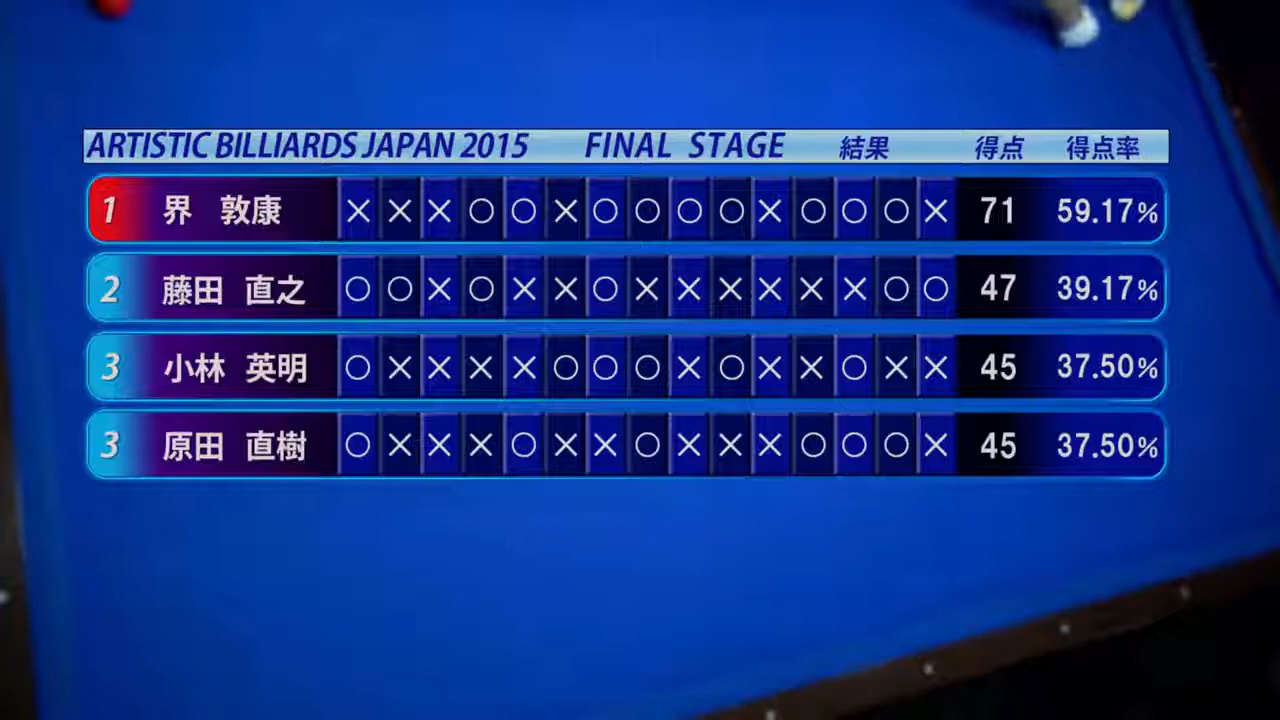 ARTISTIC BILLIARDS JAPAN 2015 FINAL STAGE 結果 得点 得点率
1 界 敦康 × × × ○ ○ × ○ ○ ○ ○ × ○ ○ ○ × 71 59.17%
2 藤田 直之 ○ ○ × ○ × × ○ × × × × × × ○ ○ 47 39.17%
3 小林 英明 ○ × × × × ○ ○ ○ × ○ × × ○ × × 45 37.50%
3 原田 直樹 ○ × × × ○ × × ○ × × × ○ ○ ○ × 45 37.50%